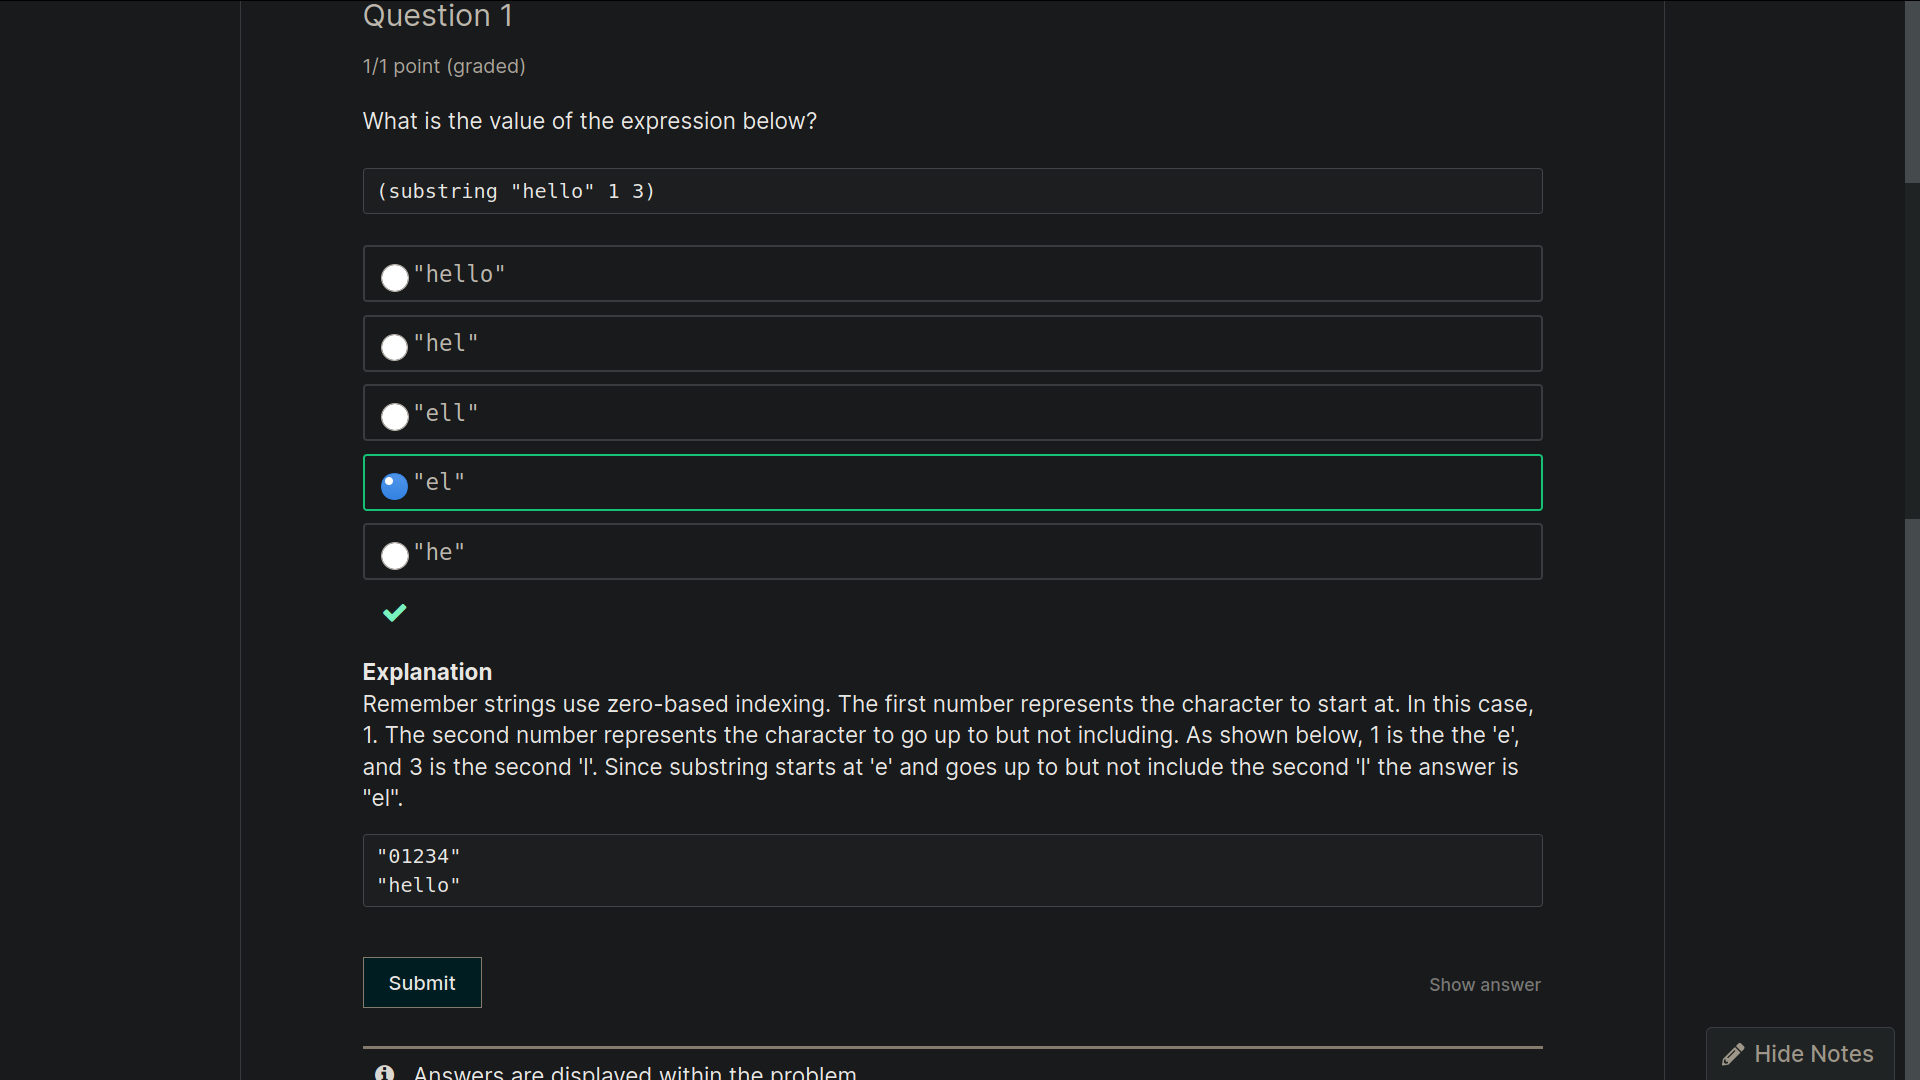 Question 1
1/1 point (graded)
What is the value of the expression below?
(substring "hello" 1 3)
"hello"
"hel"
"ell"
"el"
"he"
Explanation
Remember strings use zero-based indexing. The first number represents the character to start at. In this case,
1. The second number represents the character to go up to but not including. As shown below, 1 is the the 'e',
and 3 is the second 'l'. Since substring starts at 'e' and goes up to but not include the second 'l' the answer is
"el".
"01234"
"hello"
Submit
Show answer
Hide Notes
Answers are displayed within the problem